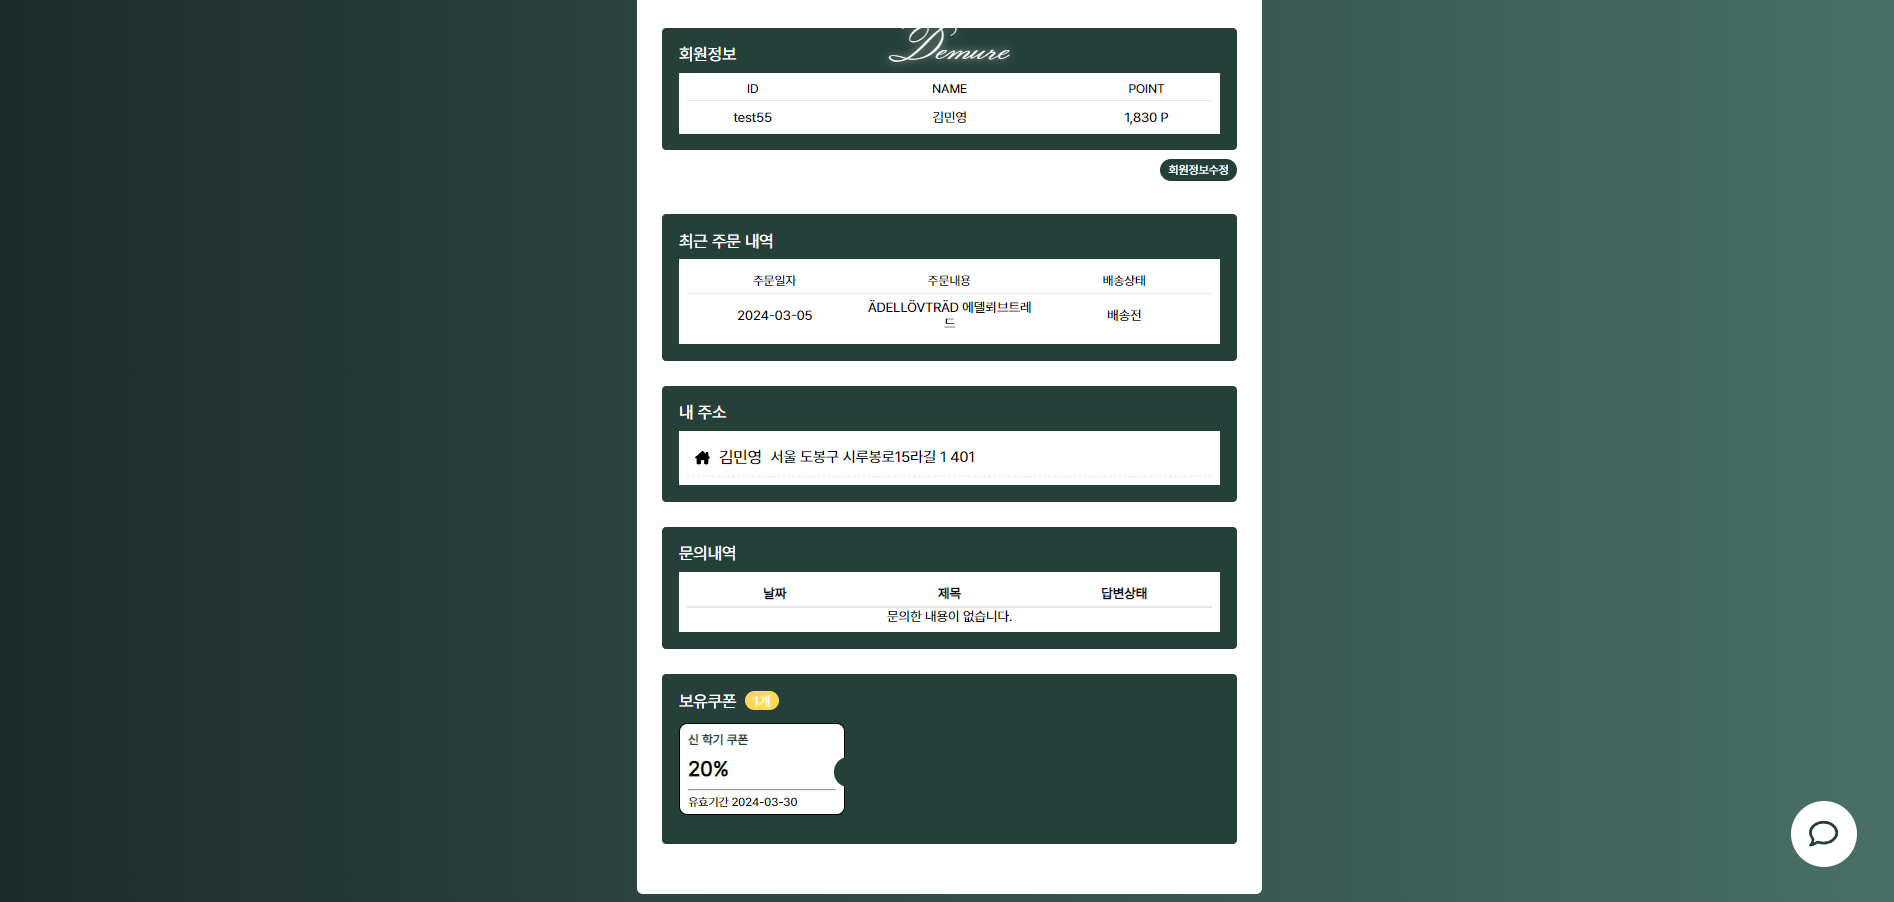 Demure
회원정보
ID NAME POINT
test55 김민영 1,830 P
회원정보수정
최근 주문 내역
주문일자 주문내용 배송상태
2024-03-05 ÄDELLÖVTRÄD 에델뢰브트레 배송전
드
내 주소
김민영 서울 도봉구 시루봉로15라길 1 401
문의내역
날짜 제목 답변상태
문의한 내용이 없습니다.
보유쿠폰 1개
신 학기 쿠폰
20%
유효기간 2024-03-30